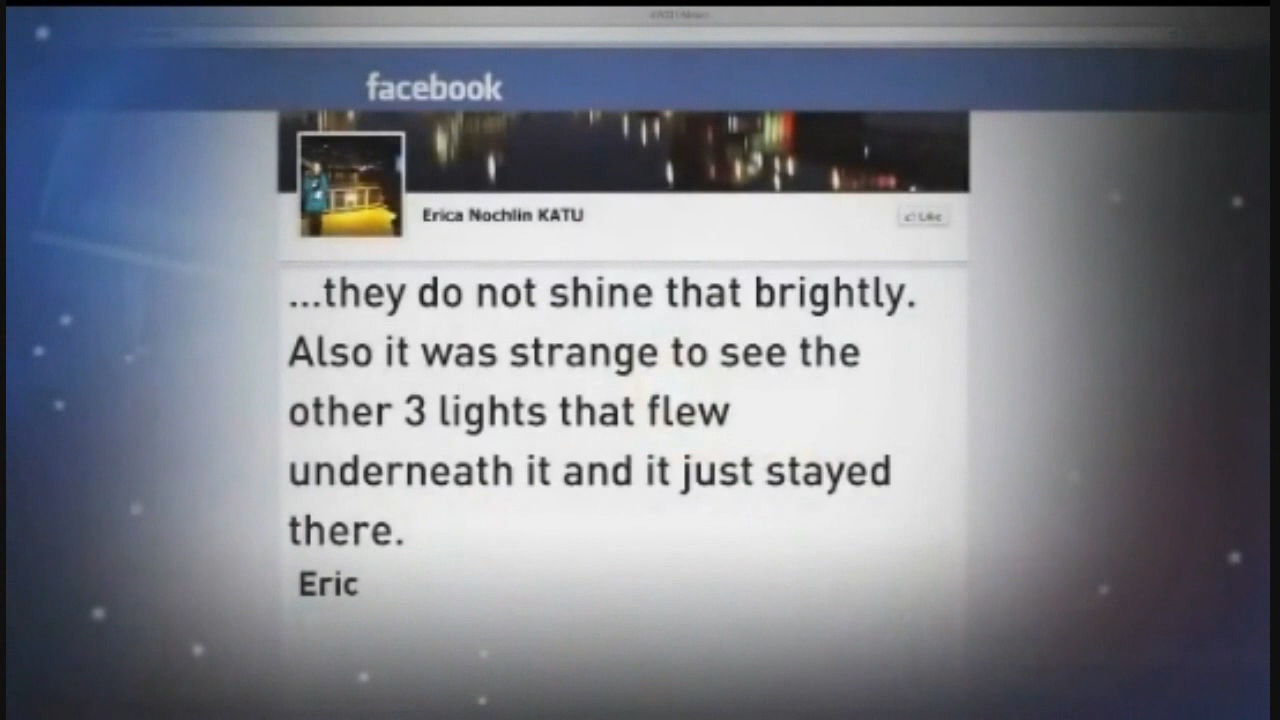 facebook
Erica Nochlin KATU
Like
...they do not shine that brightly.
Also it was strange to see the
other 3 lights that flew
underneath it and it just stayed
there.
Eric